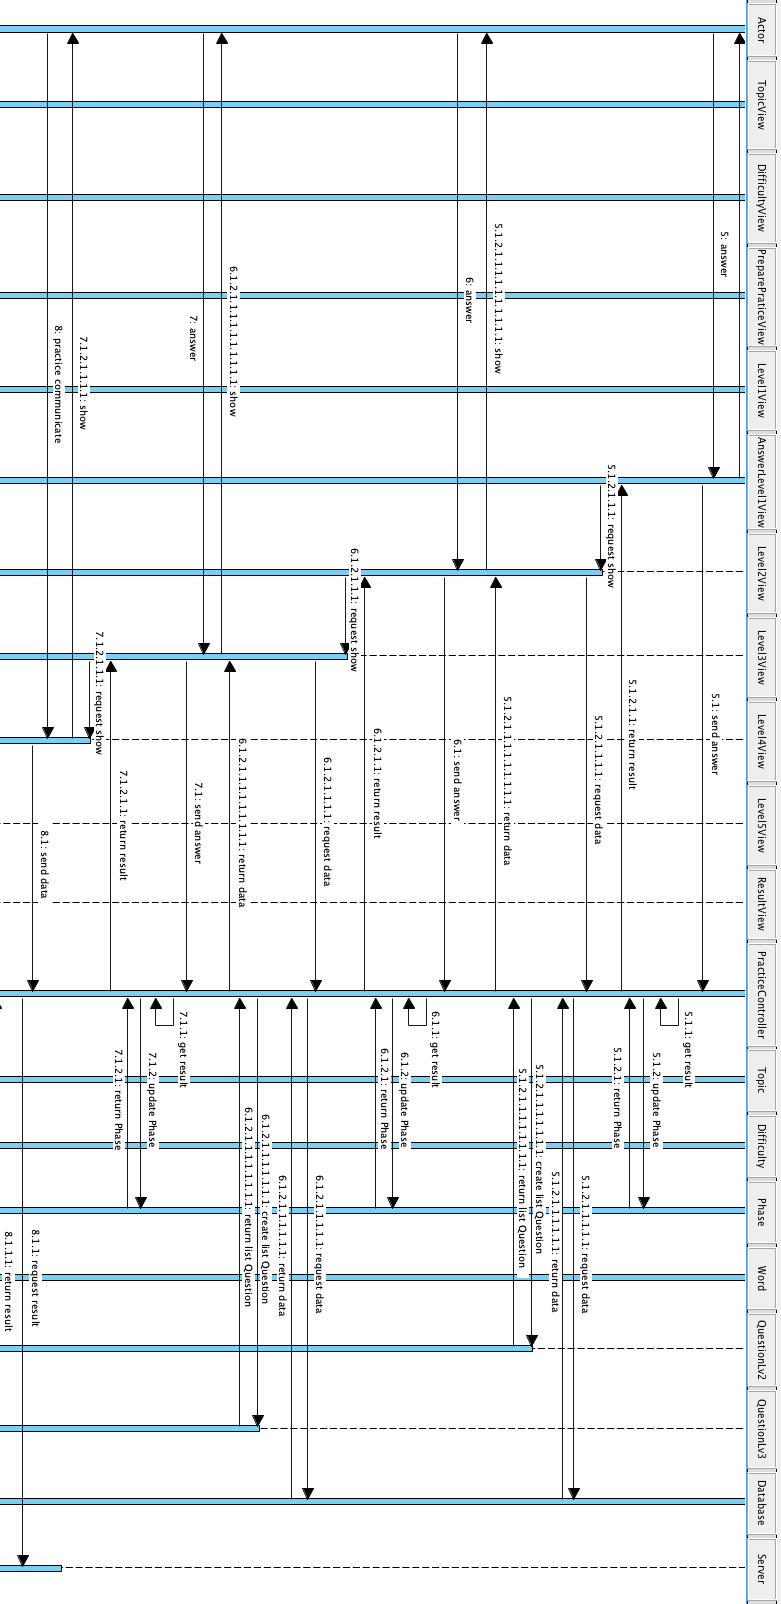 Actor
TopicView
DifficultyView
PreparePraticeView
Level1View
AnswerLevel1View
Level2View
Level3View
Level4View
Level5View
ResultView
PracticeController
Topic
Difficulty
Phase
Word
QuestionLv2
QuestionLv3
Database
Server
5: answer
5.1: send answer
5.1.1: get result
5.1.2: update Phase
5.1.2.1: return Phase
5.1.2.1.1: return result
5.1.2.1.1.1: request show
5.1.2.1.1.1.1: request data
5.1.2.1.1.1.1.1: request data
5.1.2.1.1.1.1.1.1: return data
5.1.2.1.1.1.1.1.1.1: create list Question
5.1.2.1.1.1.1.1.1.1.1: return list Question
5.1.2.1.1.1.1.1.1.1.1.1: return data
5.1.2.1.1.1.1.1.1.1.1.1.1: show
6: answer
6.1: send answer
6.1.1: get result
6.1.2: update Phase
6.1.2.1: return Phase
6.1.2.1.1: return result
6.1.2.1.1.1: request show
6.1.2.1.1.1.1: request data
6.1.2.1.1.1.1.1: request data
6.1.2.1.1.1.1.1.1: return data
6.1.2.1.1.1.1.1.1.1: create list Question
6.1.2.1.1.1.1.1.1.1.1: return list Question
6.1.2.1.1.1.1.1.1.1.1.1: return data
6.1.2.1.1.1.1.1.1.1.1.1.1: show
7: answer
7.1: send answer
7.1.1: get result
7.1.2: update Phase
7.1.2.1: return Phase
7.1.2.1.1: return result
7.1.2.1.1.1: request show
7.1.2.1.1.1.1: show
8: practice communicate
8.1: send data
8.1.1: request result
8.1.1.1: return result